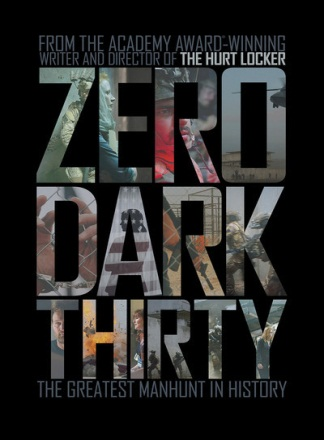 FROM THE ACADEMY AWARD®-WINNING
WRITER AND DIRECTOR OF THE HURT LOCKER
ZERO
DARK
THIRTY
THE GREATEST MANHUNT IN HISTORY